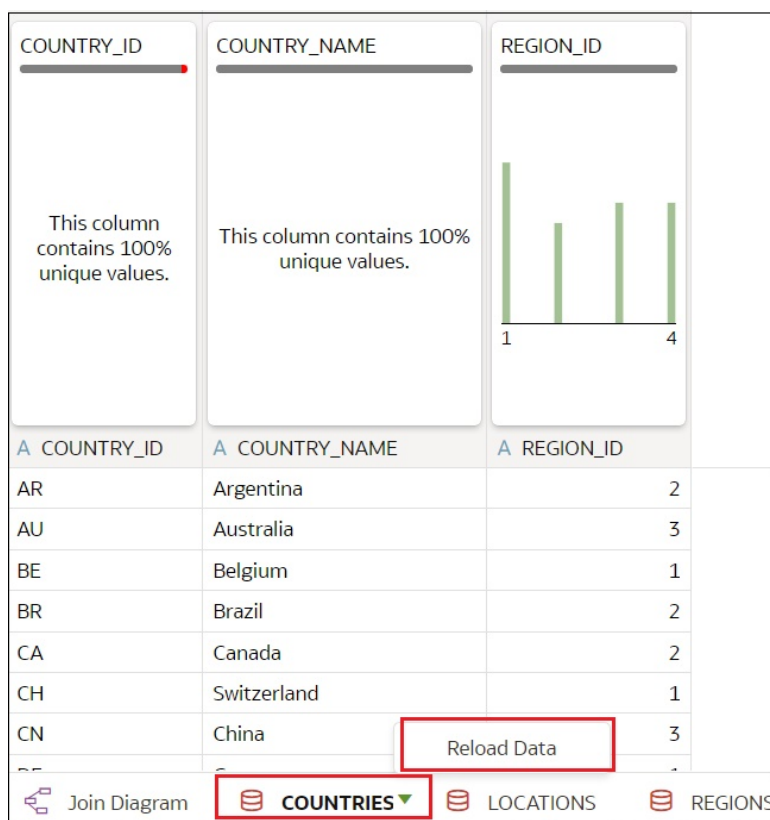 COUNTRY_ID COUNTRY_NAME REGION_ID
This column
contains 100%
unique values.
This column contains 100%
unique values.
1 4
A COUNTRY_ID A COUNTRY_NAME A REGION_ID
AR Argentina 2
AU Australia 3
BE Belgium 1
BR Brazil 2
CA Canada 2
CH Switzerland 1
CN China 3
Reload Data
Join Diagram COUNTRIES LOCATIONS REGIONS